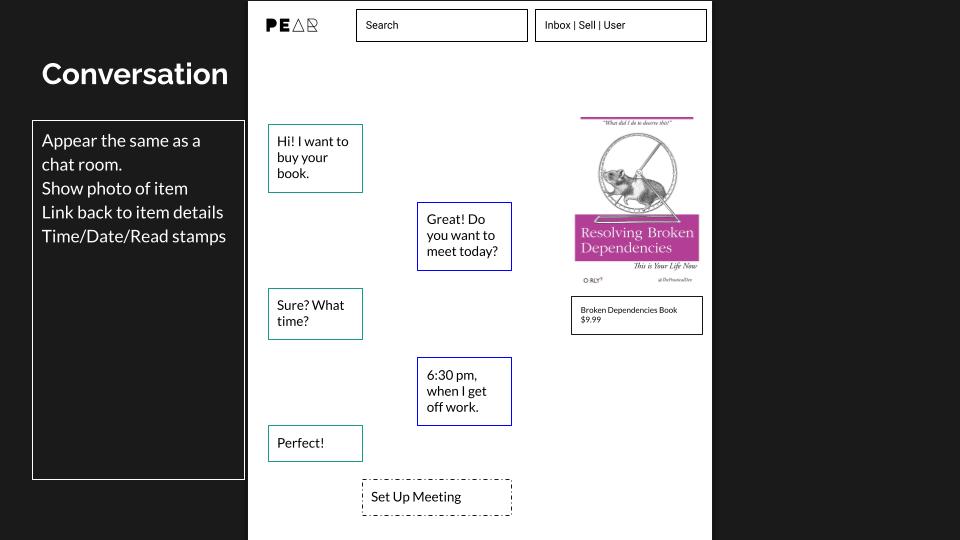 Conversation
Appear the same as a
chat room.
Show photo of item
Link back to item details
Time/Date/Read stamps
PEAR
Search
Inbox | Sell | User
Hi! I want to
buy your
book.
Great! Do
you want to
meet today?
Sure? What
time?
6:30 pm,
when I get
off work.
Perfect!
Set Up Meeting
"What did I do to deserve this?"
Resolving Broken
Dependencies
This is Your Life Now
O RLY?
@ThePracticalDev
Broken Dependencies Book
$9.99